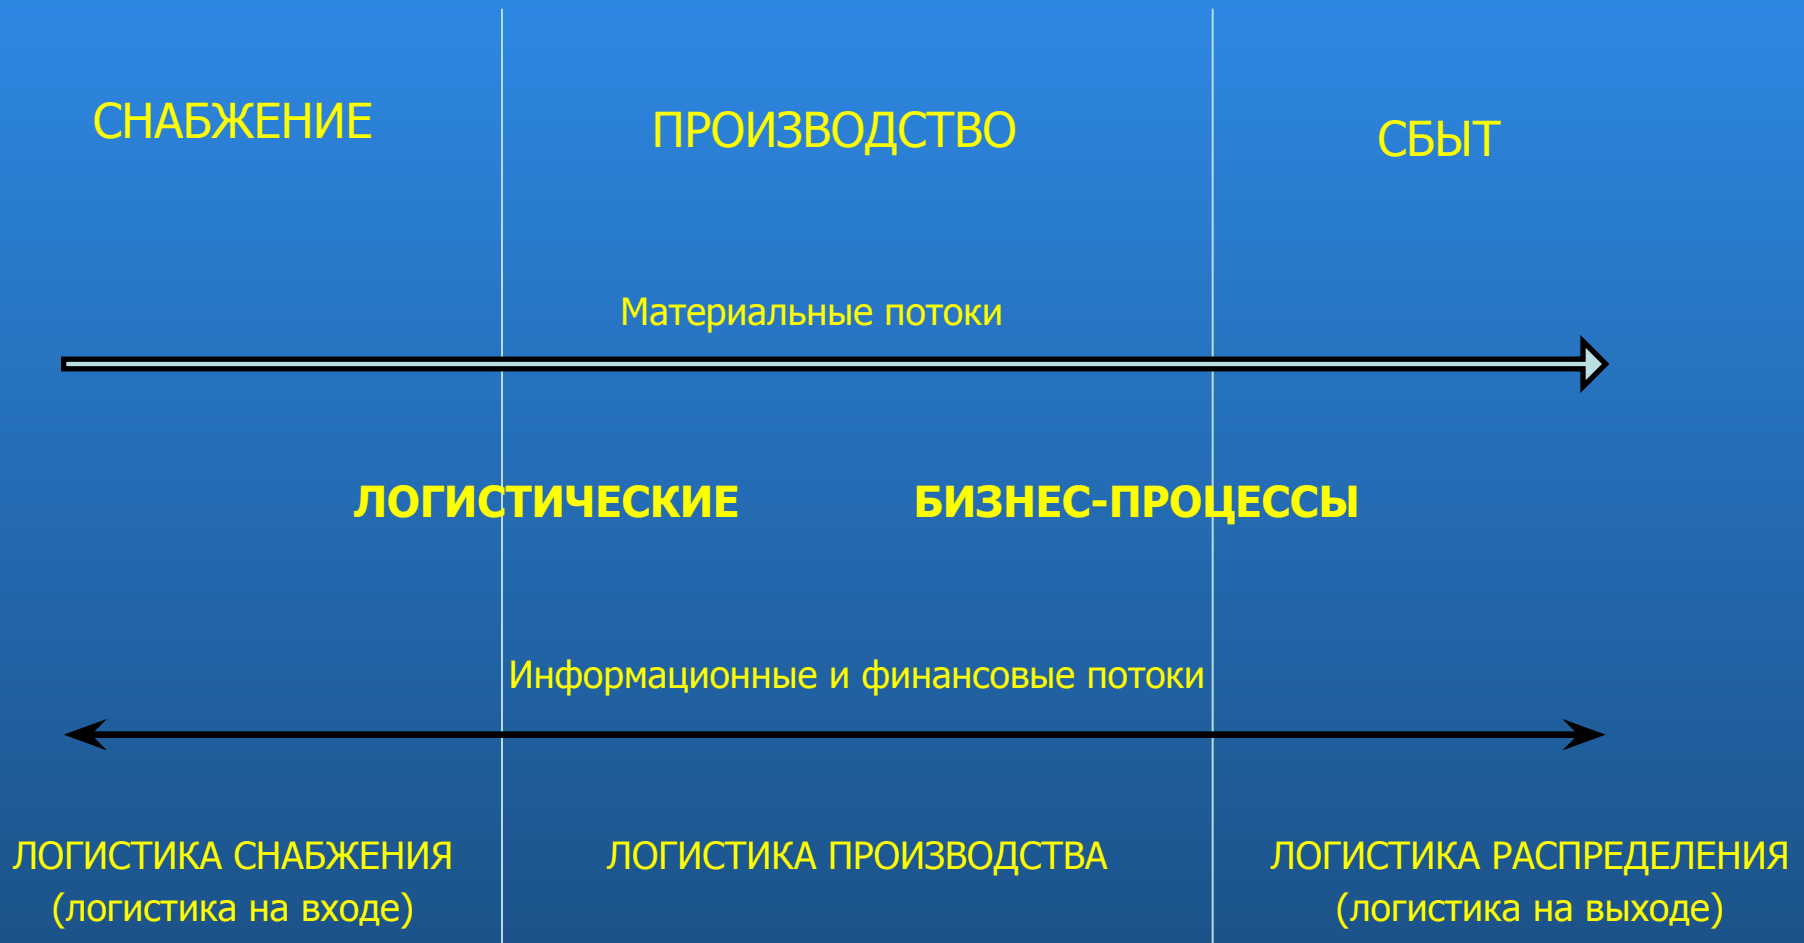 СНАБЖЕНИЕ
ПРОИЗВОДСТВО
СБЫТ
Материальные потоки
ЛОГИСТИЧЕСКИЕ БИЗНЕС-ПРОЦЕССЫ
Информационные и финансовые потоки
ЛОГИСТИКА СНАБЖЕНИЯ
(логистика на входе)
ЛОГИСТИКА ПРОИЗВОДСТВА
ЛОГИСТИКА РАСПРЕДЕЛЕНИЯ
(логистика на выходе)